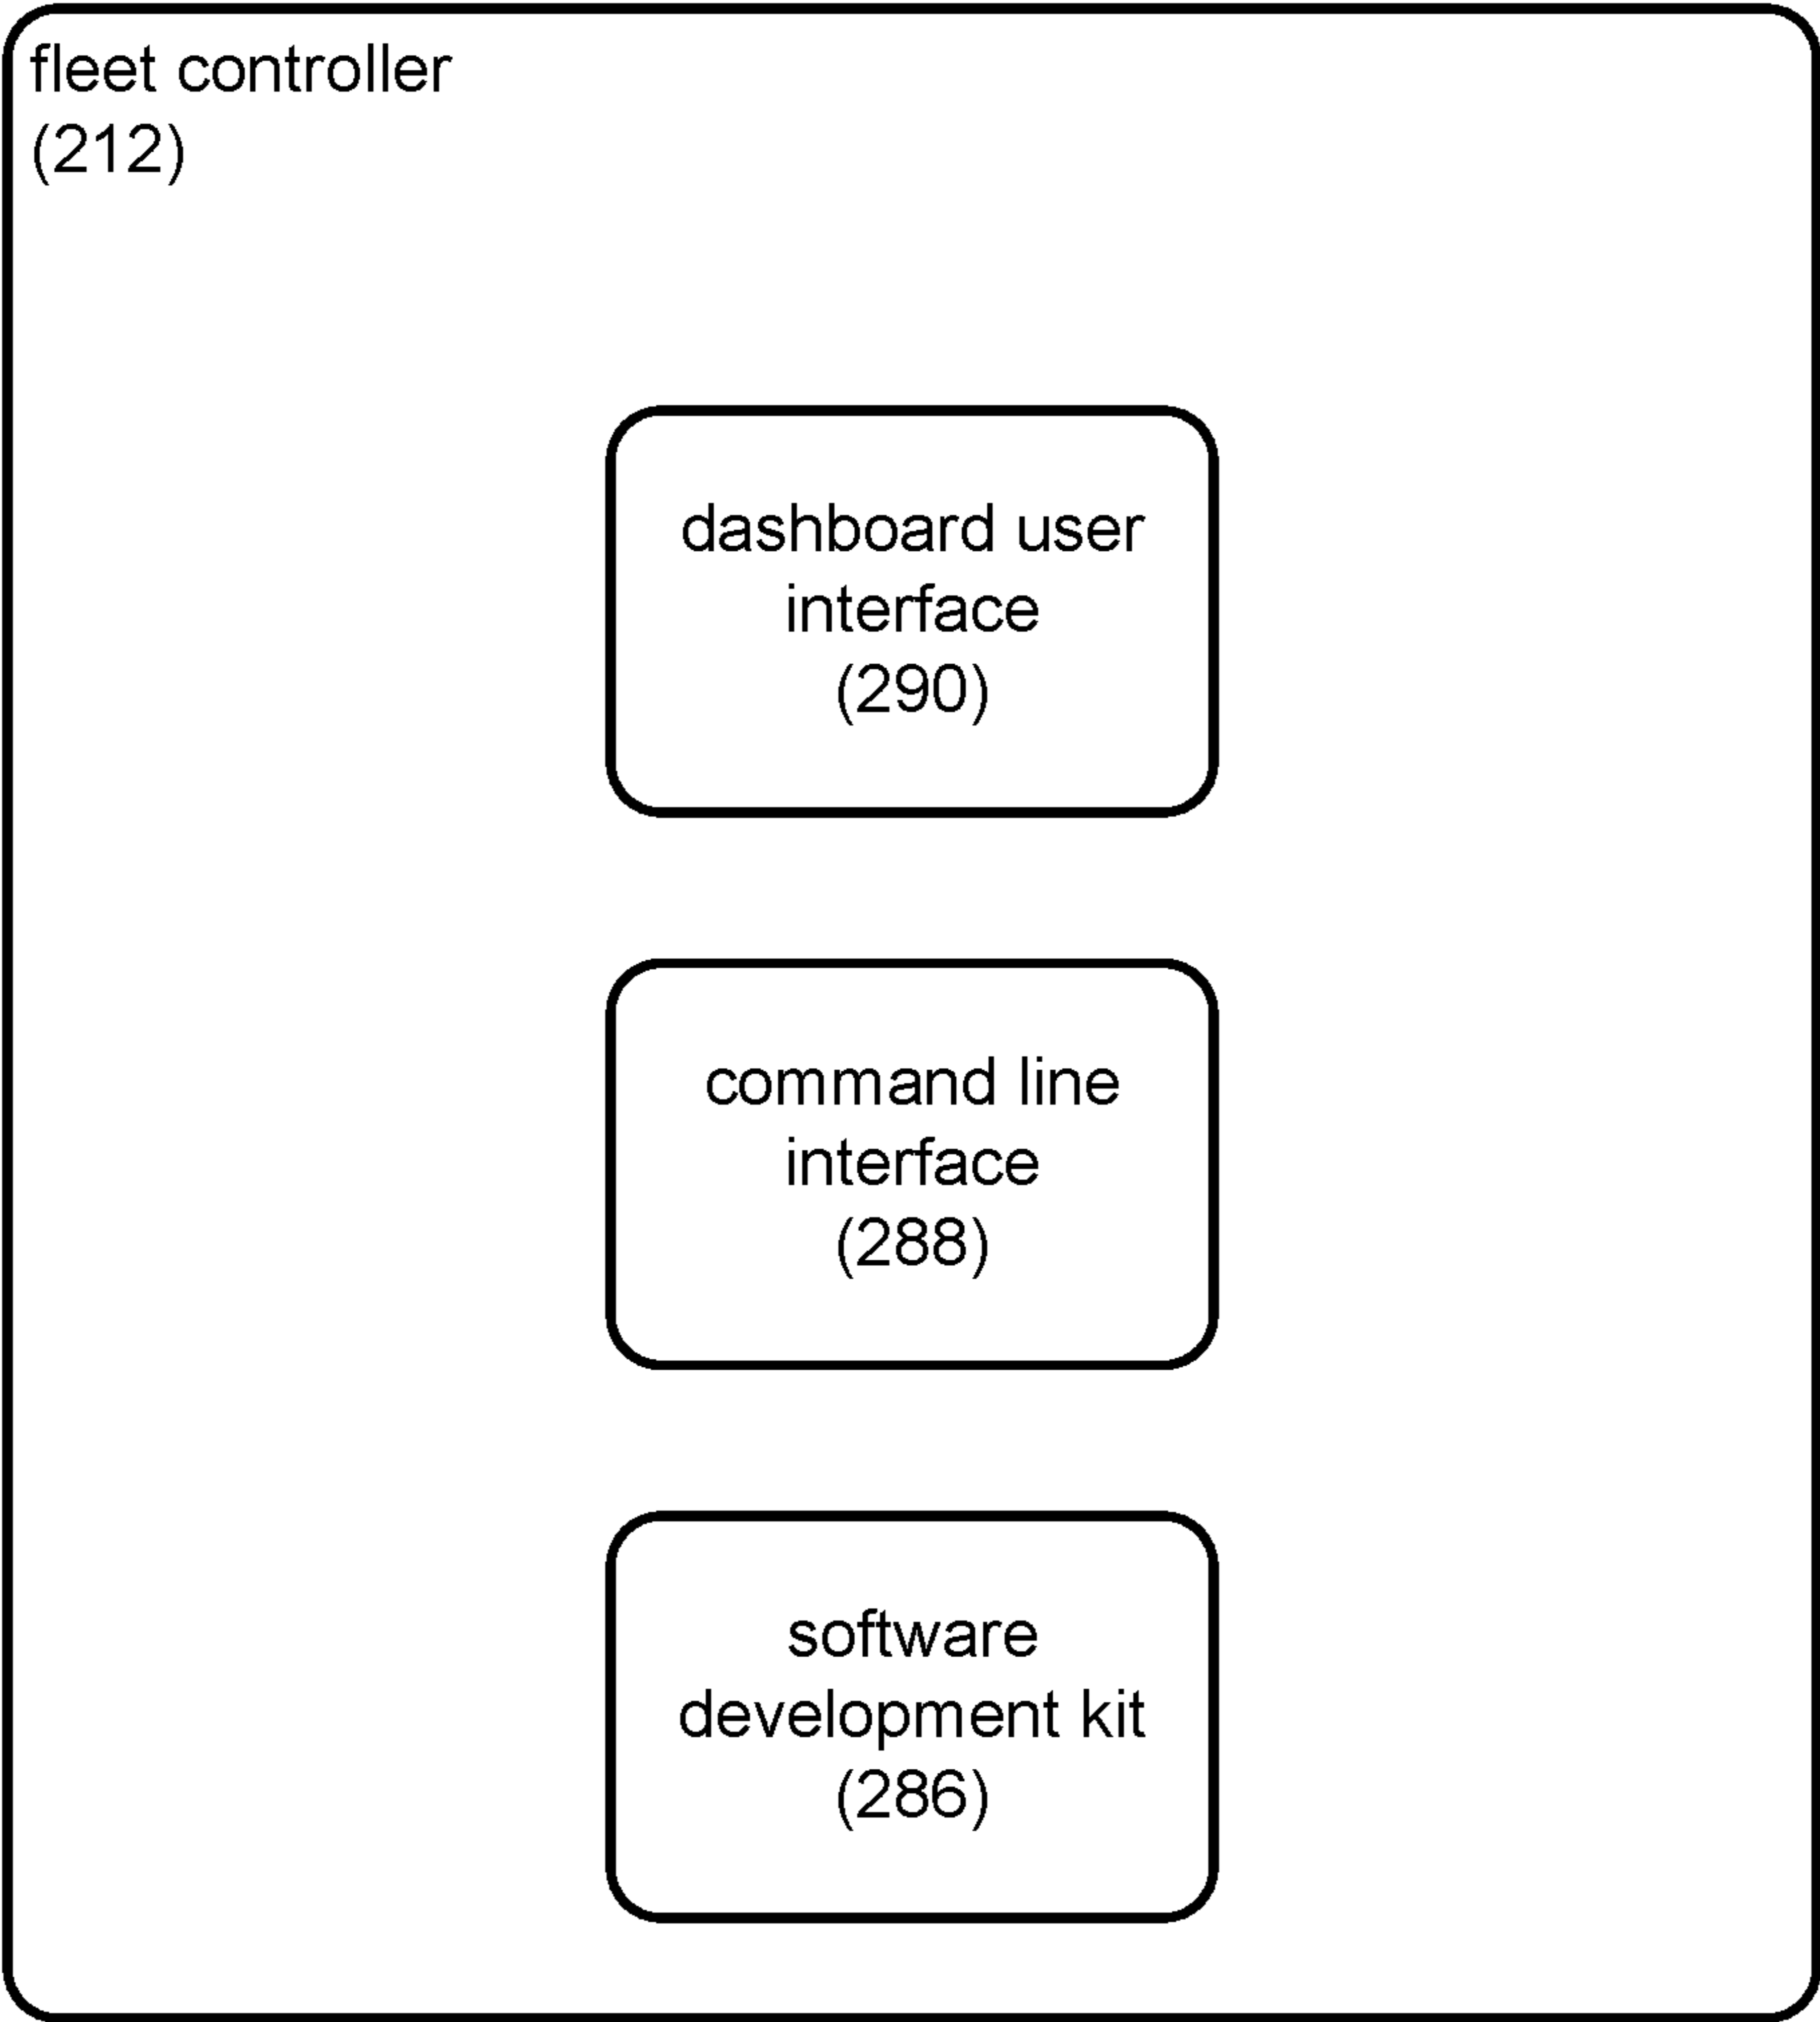 fleet controller
(212)
dashboard user
interface
(290)
command line
interface
(288)
software
development kit
(286)